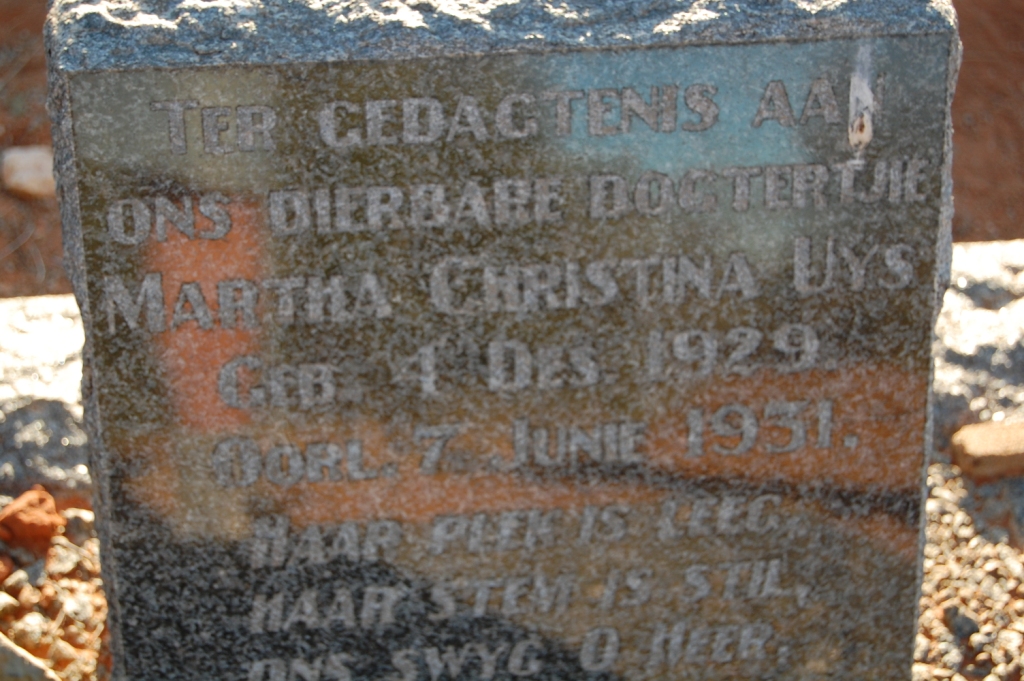 TER GEDAGTENIS AAN
ONS DIERBARE DOGTERTJIE
MARTHA CHRISTINA UYS
GEB. 4 DES. 1929.
OORL. 7 JUNIE 1931.
HAAR PLEK IS LEEG,
HAAR STEM IS STIL,
ONS SWYG O HEER,